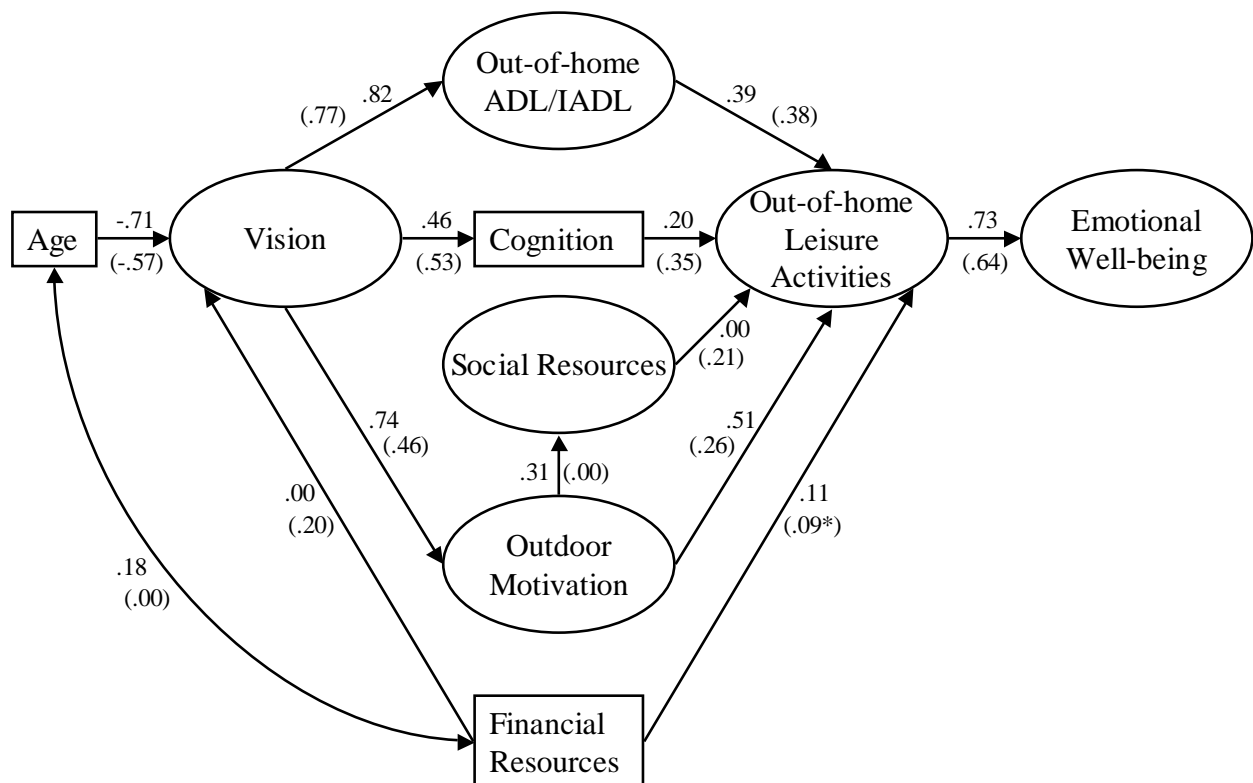 Out-of-home
ADL/IADL
.82
(.77)
.39
(.38)
Age
-.71
(-.57)
Vision
.46
(.53)
Cognition
.20
(.35)
Out-of-home
Leisure
Activities
.73
(.64)
Emotional
Well-being
Social Resources
.00
(.21)
.74
(.46)
.31 (.00)
.51
(.26)
.00
(.20)
.11
(.09*)
Outdoor
Motivation
.18
(.00)
Financial
Resources